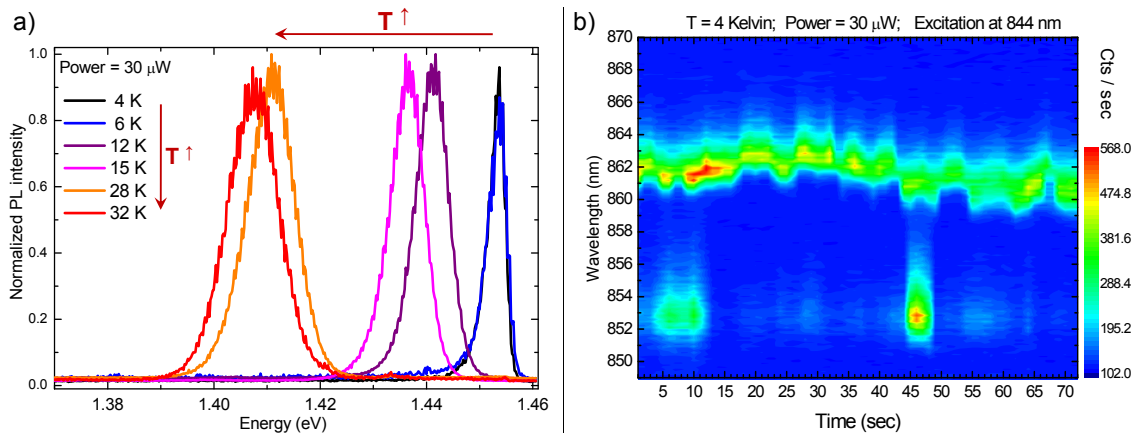 a)
T ↑
Power = 30 μW
4 K
6 K
12 K
15 K
28 K
32 K
T ↑
Normalized PL intensity
1.0
0.8
0.6
0.4
0.2
0.0
1.38
1.40
1.42
1.44
1.46
Energy (eV)
b)
T = 4 Kelvin; Power = 30 μW; Excitation at 844 nm
Wavelength (nm)
870
868
866
864
862
860
858
856
854
852
850
5 10 15 20 25 30 35 40 45 50 55 60 65 70
Time (sec)
Cts / sec
568.0
474.8
381.6
288.4
195.2
102.0